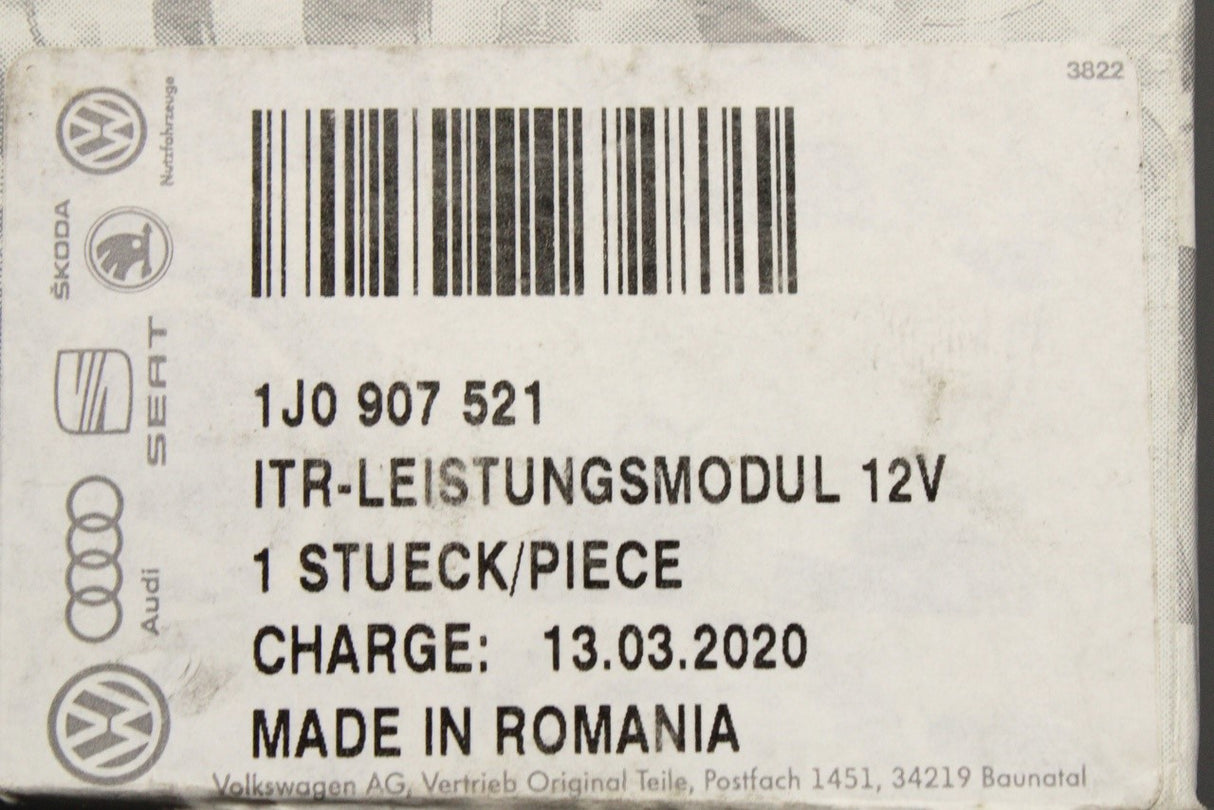 3822
Nutzfahrzeuge
ŠKODA
SEAT
Audi
1J0 907 521
ITR-LEISTUNGSMODUL 12V
1 STUECK/PIECE
CHARGE: 13.03.2020
MADE IN ROMANIA
Volkswagen AG, Vertrieb Original Teile, Postfach 1451, 34219 Baunatal